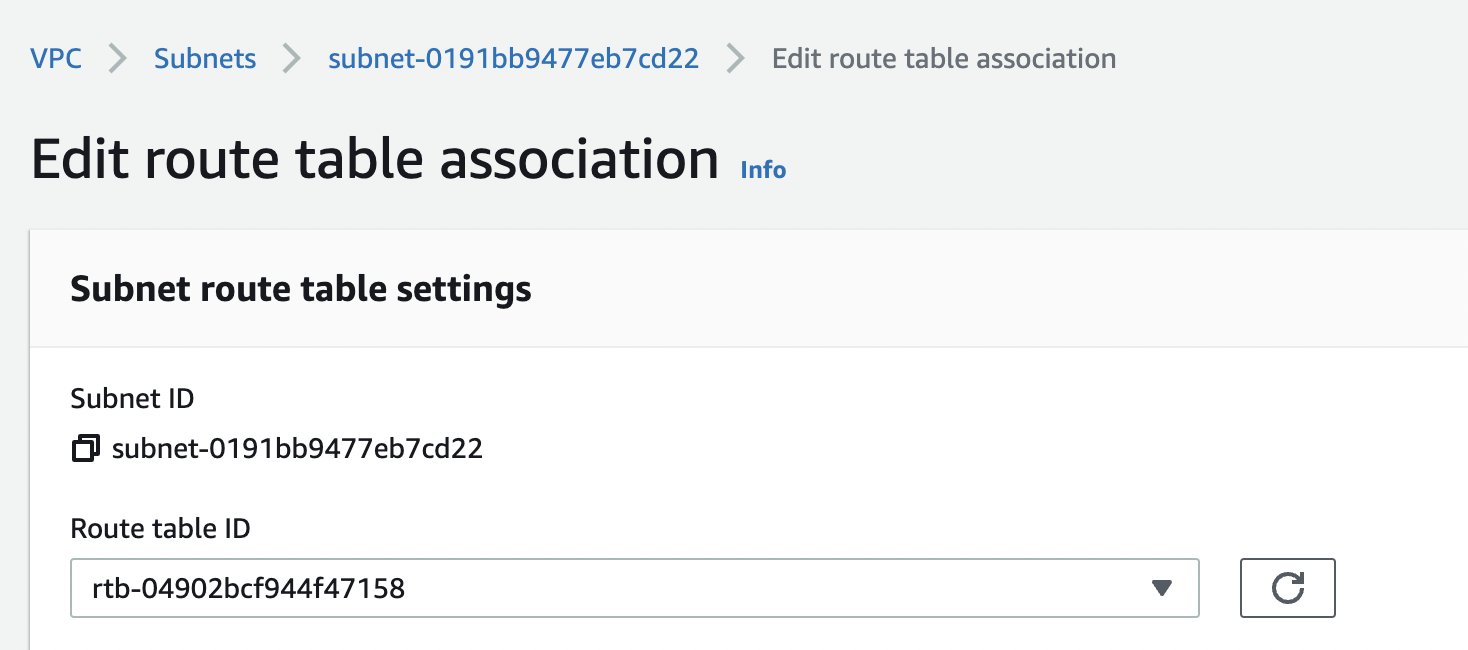 VPC Subnets subnet-0191bb9477eb7cd22 Edit route table association
Edit route table association Info
Subnet route table settings
Subnet ID
subnet-0191bb9477eb7cd22
Route table ID
rtb-04902bcf944f47158